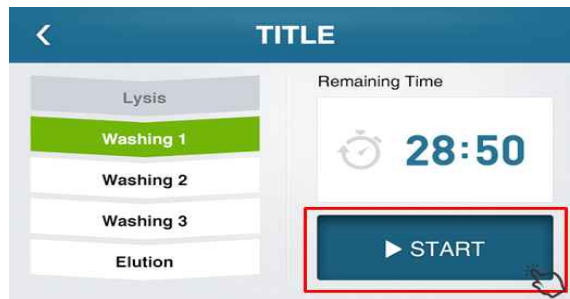 TITLE
Lysis
Washing 1
Washing 2
Washing 3
Elution
Remaining Time
28:50
START